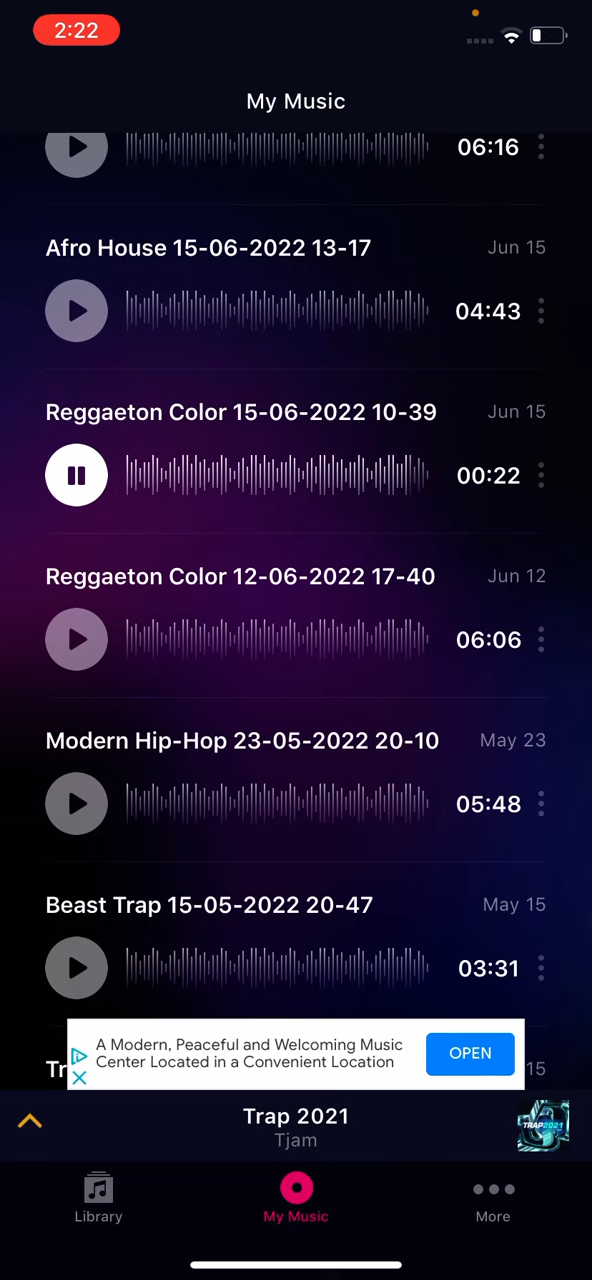 2:22
My Music
06:16
Afro House 15-06-2022 13-17
Jun 15
04:43
Reggaeton Color 15-06-2022 10-39
Jun 15
00:22
Reggaeton Color 12-06-2022 17-40
Jun 12
06:06
Modern Hip-Hop 23-05-2022 20-10
May 23
05:48
Beast Trap 15-05-2022 20-47
May 15
03:31
A Modern, Peaceful and Welcoming Music
Center Located in a Convenient Location
OPEN
Tr
15
Trap 2021
Tjam
TRAP2021
Library
My Music
More